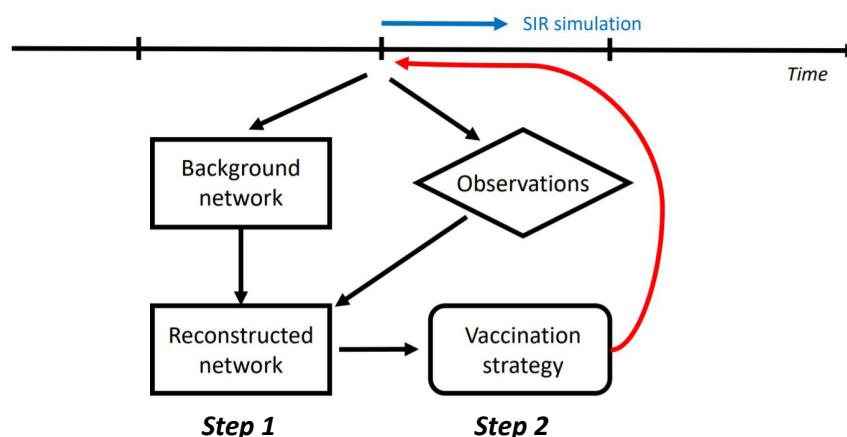 SIR simulation
Time
Background
network
Observations
Reconstructed
network
Vaccination
strategy
Step 1
Step 2